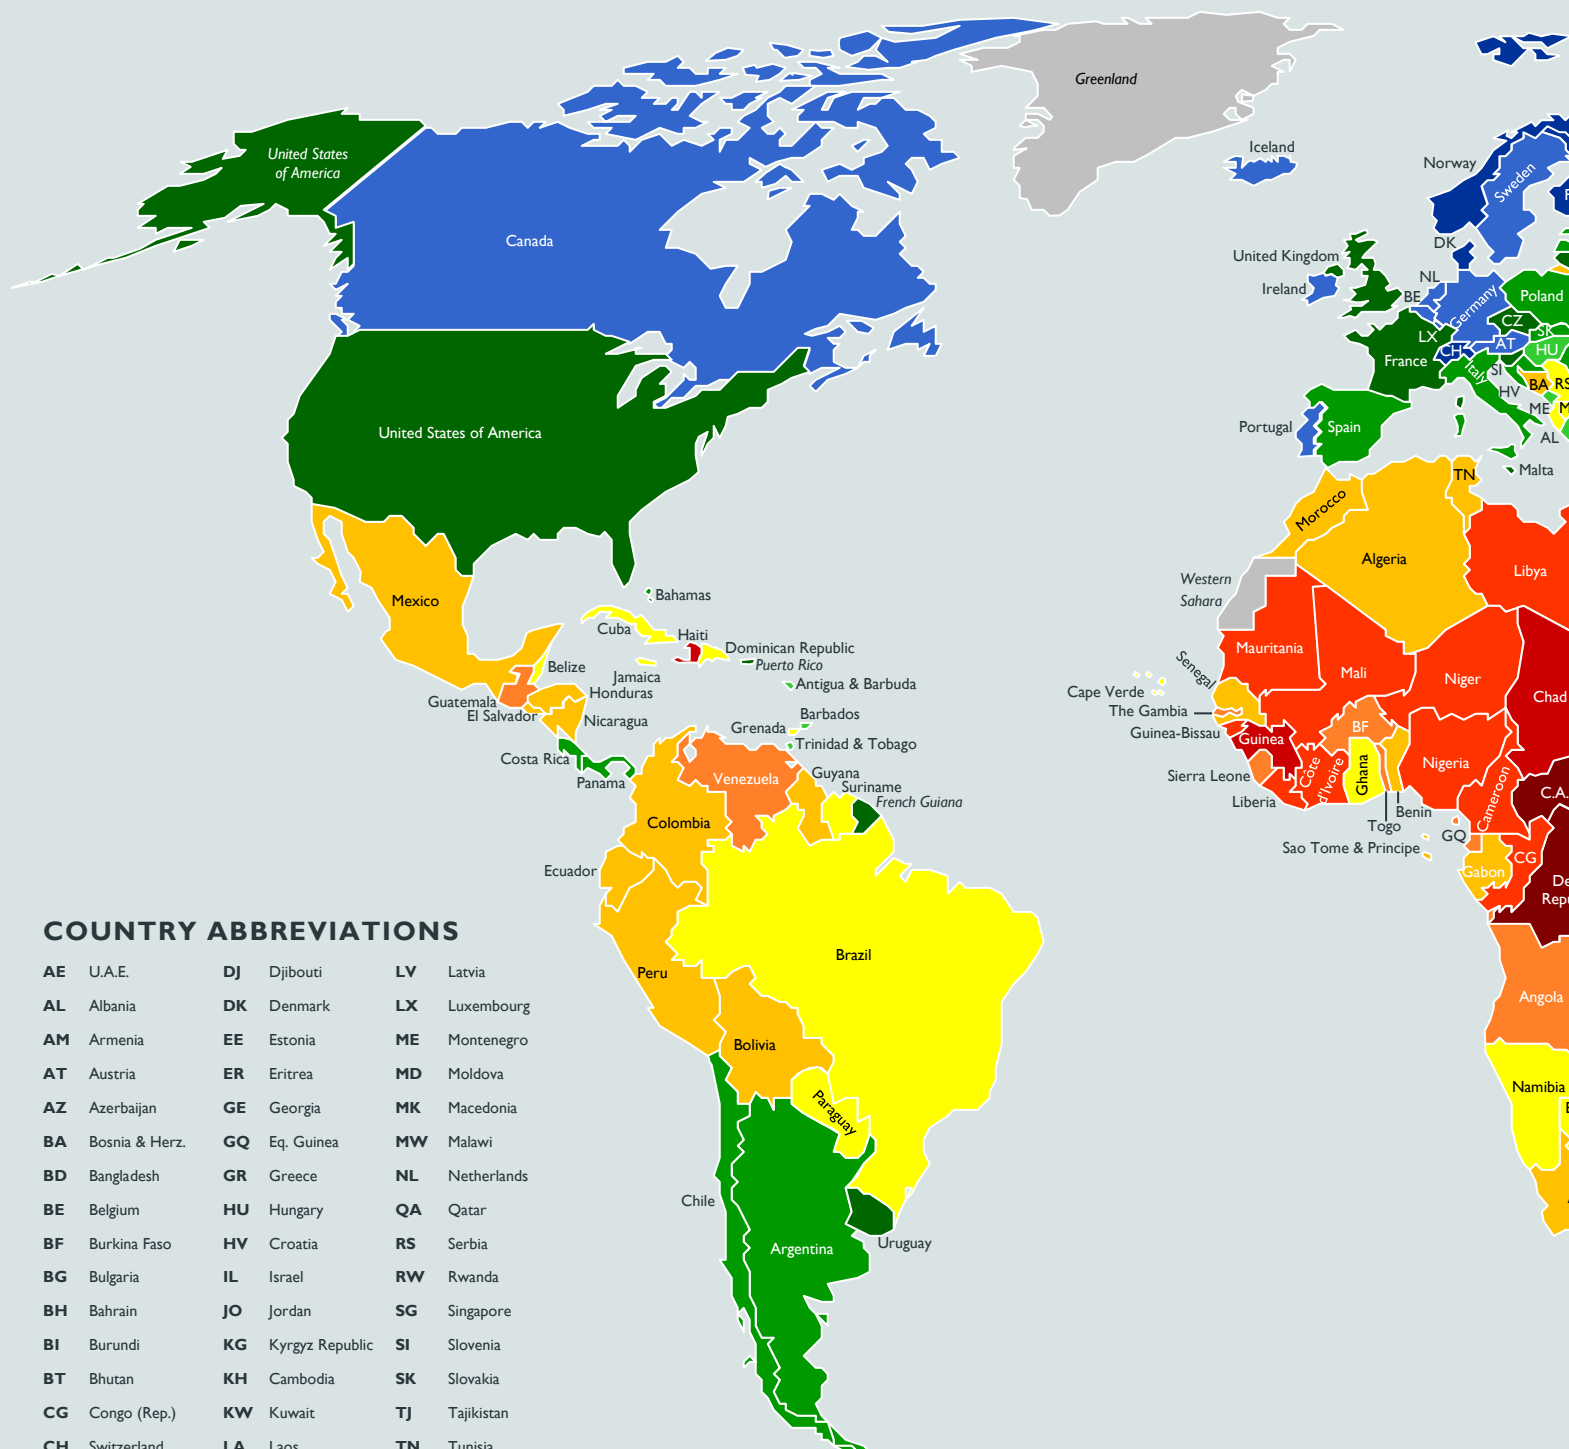 Greenland
United States
of America
Iceland
Norway
Sweden
Canada
DK
United Kingdom
NL
Ireland
BE
Germany
Poland
CZ
LX
SK
CH
AT
HU
France
Italy
SI
BA
RS
HV
ME
Portugal
Spain
United States of America
AL
Malta
TN
Morocco
Algeria
Libya
Western
Sahara
Bahamas
Mexico
Cuba
Haiti
Dominican Republic
Puerto Rico
Mauritania
Belize
Jamaica
Senegal
Mali
Niger
Antigua & Barbuda
Honduras
Cape Verde
Chad
Guatemala
El Salvador
The Gambia
Barbados
Nicaragua
Grenada
Guinea-Bissau
BF
Guinea
Trinidad & Tobago
Costa Rica
Nigeria
Panama
Venezuela
Guyana
Sierra Leone
Côte
d'Ivoire
Ghana
Suriname
French Guiana
Liberia
Cameroon
C.A.
Benin
Togo
Colombia
GQ
Sao Tome & Principe
CG
Ecuador
Gabon
De
Repu
Brazil
Peru
Angola
Bolivia
Namibia
Paraguay
Chile
Argentina
Uruguay
COUNTRY ABBREVIATIONS
AE U.A.E. DJ Djibouti LV Latvia
AL Albania DK Denmark LX Luxembourg
AM Armenia EE Estonia ME Montenegro
AT Austria ER Eritrea MD Moldova
AZ Azerbaijan GE Georgia MK Macedonia
BA Bosnia & Herz. GQ Eq. Guinea MW Malawi
BD Bangladesh GR Greece NL Netherlands
BE Belgium HU Hungary QA Qatar
BF Burkina Faso HV Croatia RS Serbia
BG Bulgaria IL Israel RW Rwanda
BH Bahrain JO Jordan SG Singapore
BI Burundi KG Kyrgyz Republic SI Slovenia
BT Bhutan KH Cambodia SK Slovakia
CG Congo (Rep.) KW Kuwait TJ Tajikistan
CH Switzerland LA Laos TN Tunisia